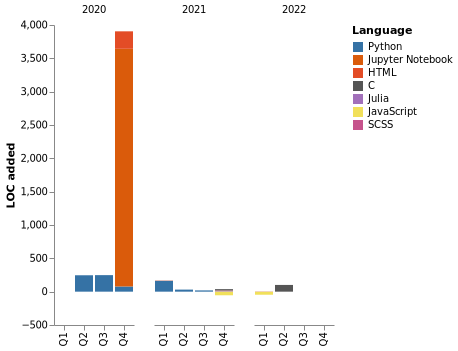 2020 2021 2022
Language
Python
Jupyter Notebook
HTML
C
Julia
JavaScript
SCSS
LOC added
4,000
3,500
3,000
2,500
2,000
1,500
1,000
500
0
−500
Q1 Q2 Q3 Q4 Q1 Q2 Q3 Q4 Q1 Q2 Q3 Q4